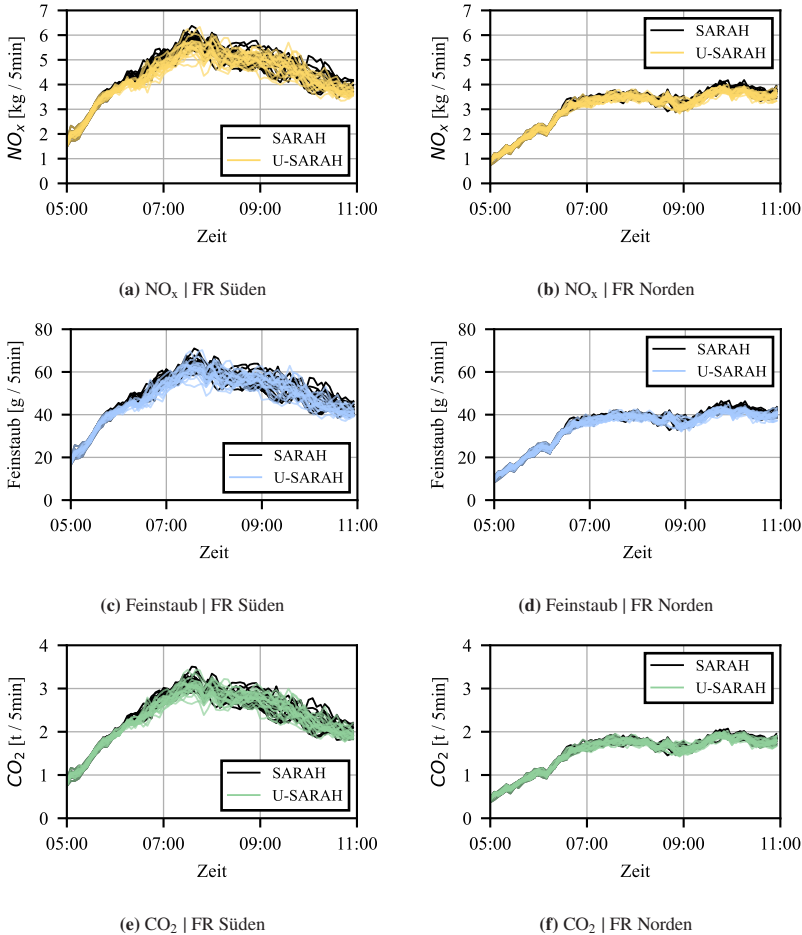 7
6
5
4
3
2
1
0
NOx [kg / 5min]
SARAH
U-SARAH
05:00 07:00 09:00 11:00
Zeit
(a) NOx | FR Süden
7
6
5
4
3
2
1
0
NOx [kg / 5min]
SARAH
U-SARAH
05:00 07:00 09:00 11:00
Zeit
(b) NOx | FR Norden
80
60
40
20
0
Feinstaub [g / 5min]
SARAH
U-SARAH
05:00 07:00 09:00 11:00
Zeit
(c) Feinstaub | FR Süden
80
60
40
20
0
Feinstaub [g / 5min]
SARAH
U-SARAH
05:00 07:00 09:00 11:00
Zeit
(d) Feinstaub | FR Norden
4
3
2
1
0
CO2 [t / 5min]
SARAH
U-SARAH
05:00 07:00 09:00 11:00
Zeit
(e) CO2 | FR Süden
4
3
2
1
0
CO2 [t / 5min]
SARAH
U-SARAH
05:00 07:00 09:00 11:00
Zeit
(f) CO2 | FR Norden